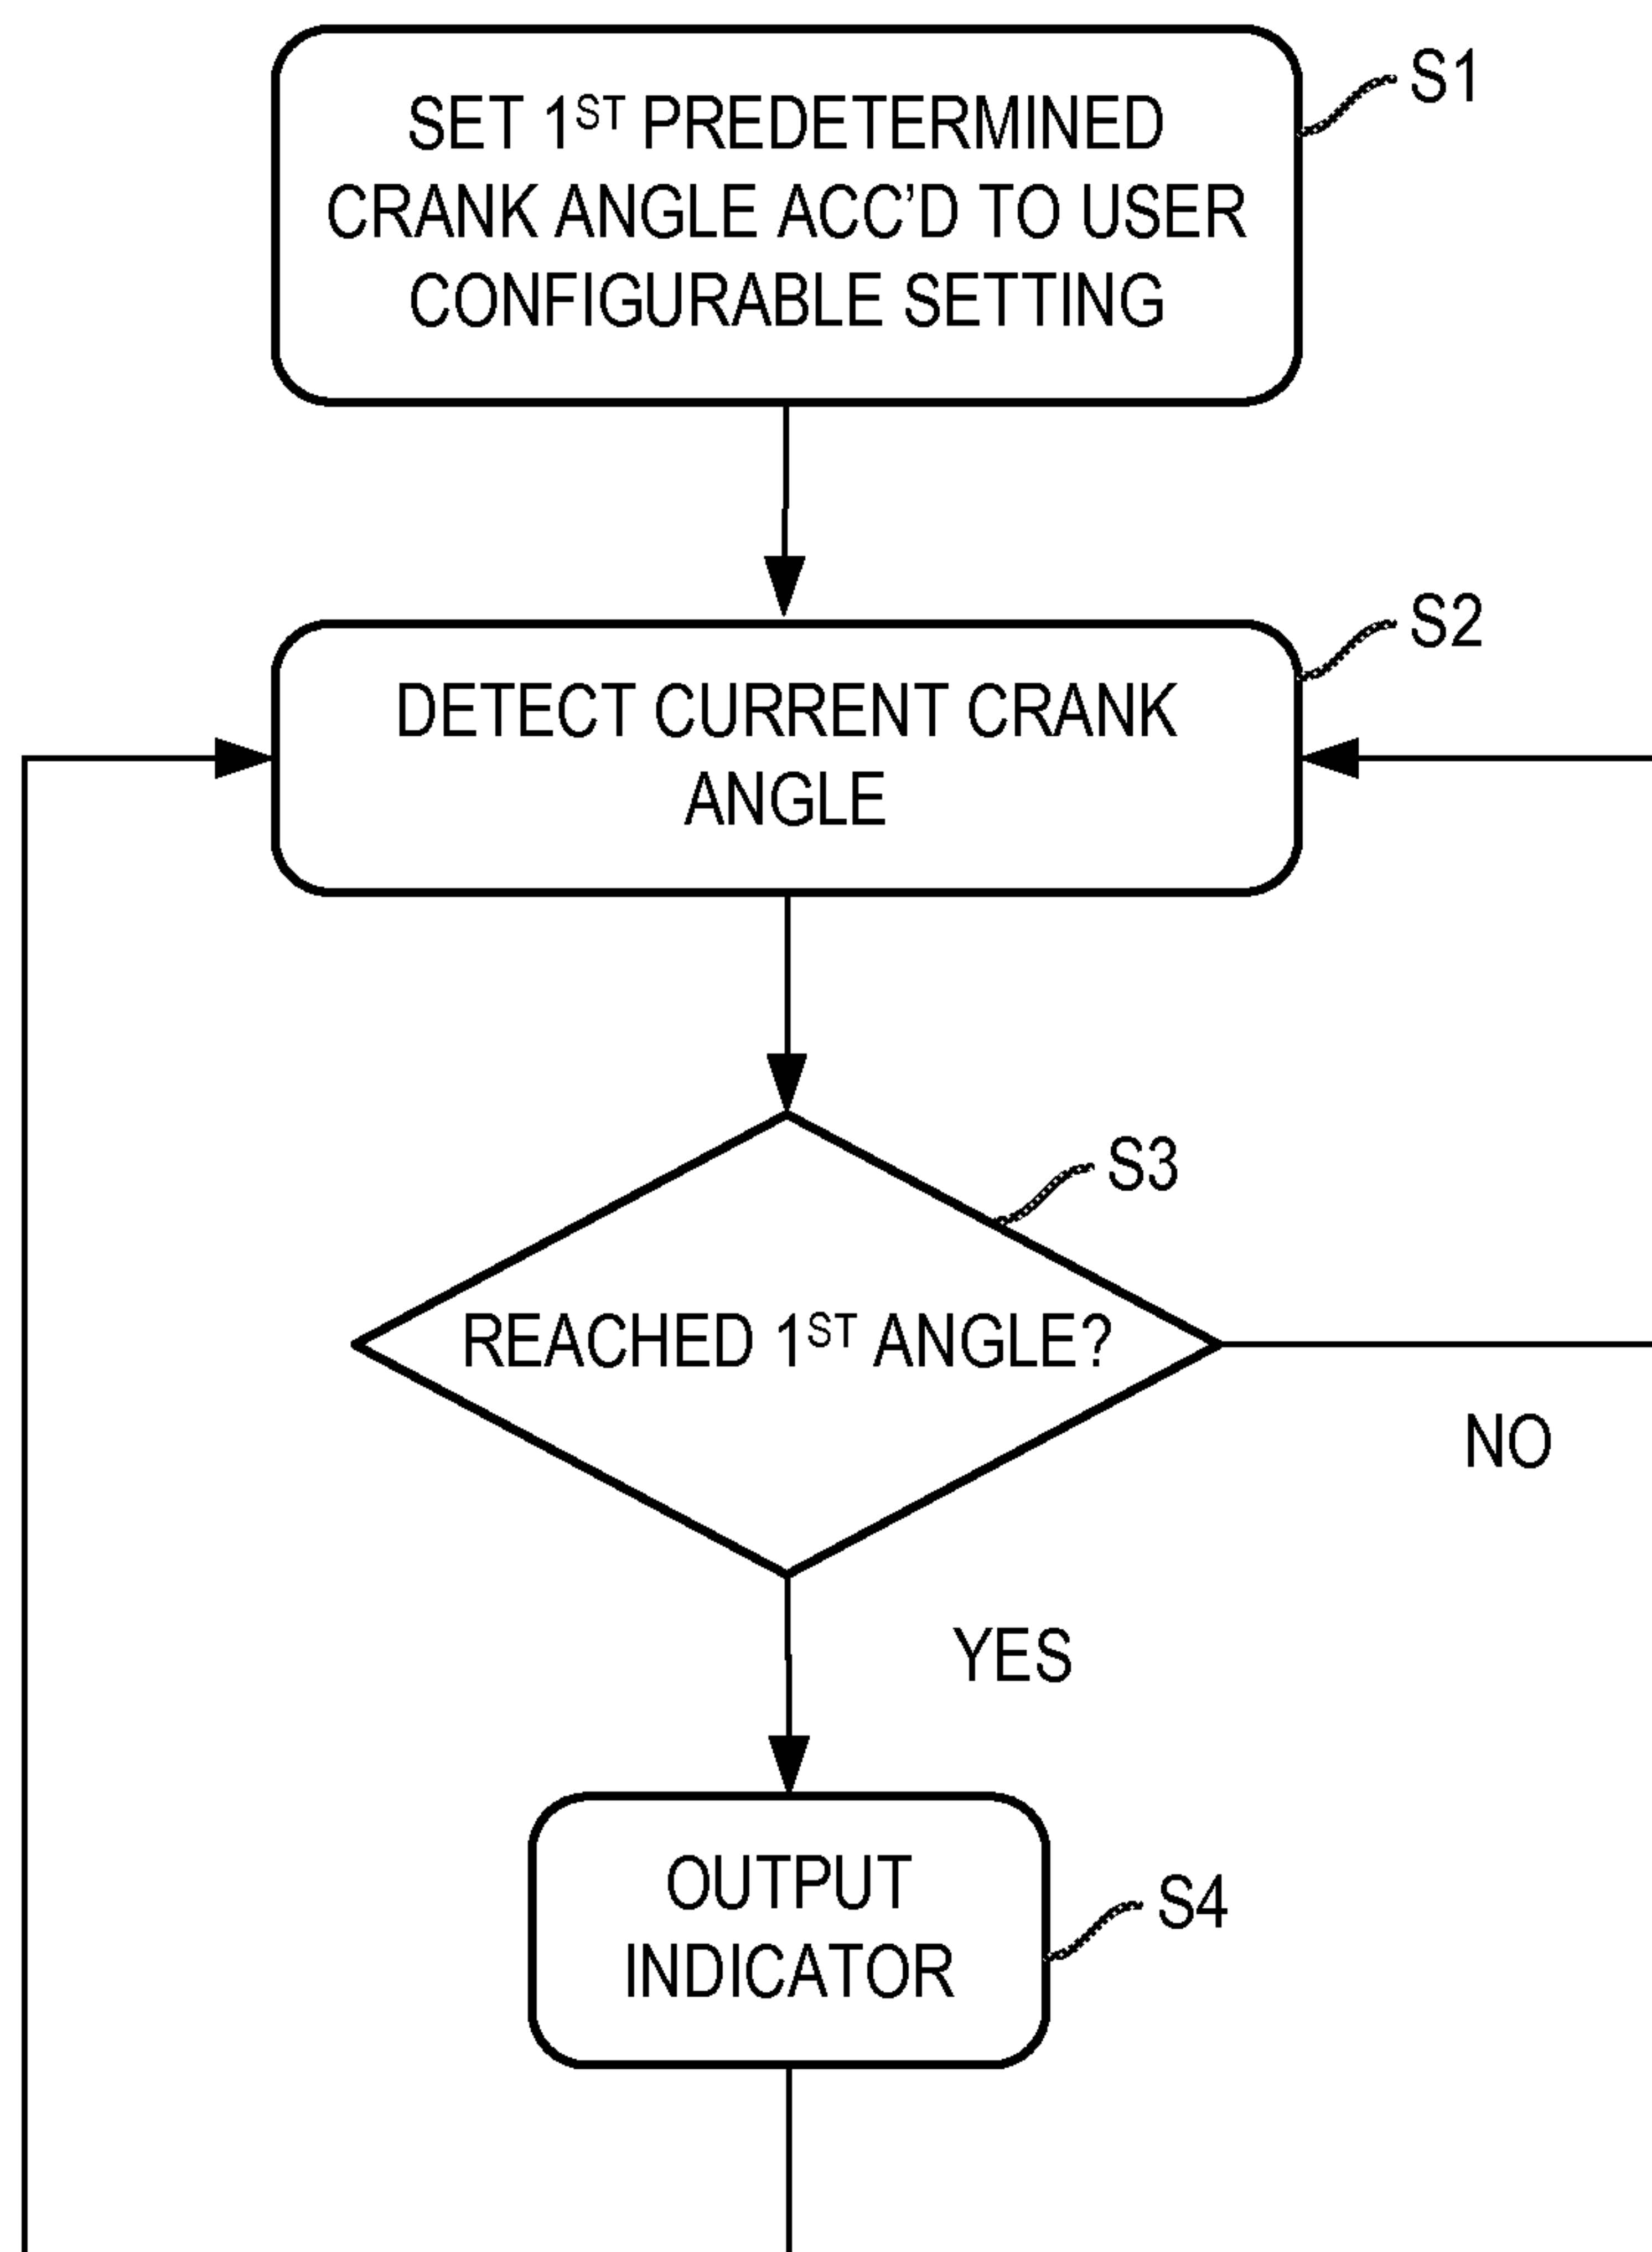 SET 1ST PREDETERMINED
CRANK ANGLE ACC'D TO USER
CONFIGURABLE SETTING
S1
DETECT CURRENT CRANK
ANGLE
S2
REACHED 1ST ANGLE?
S3
NO
YES
OUTPUT
INDICATOR
S4